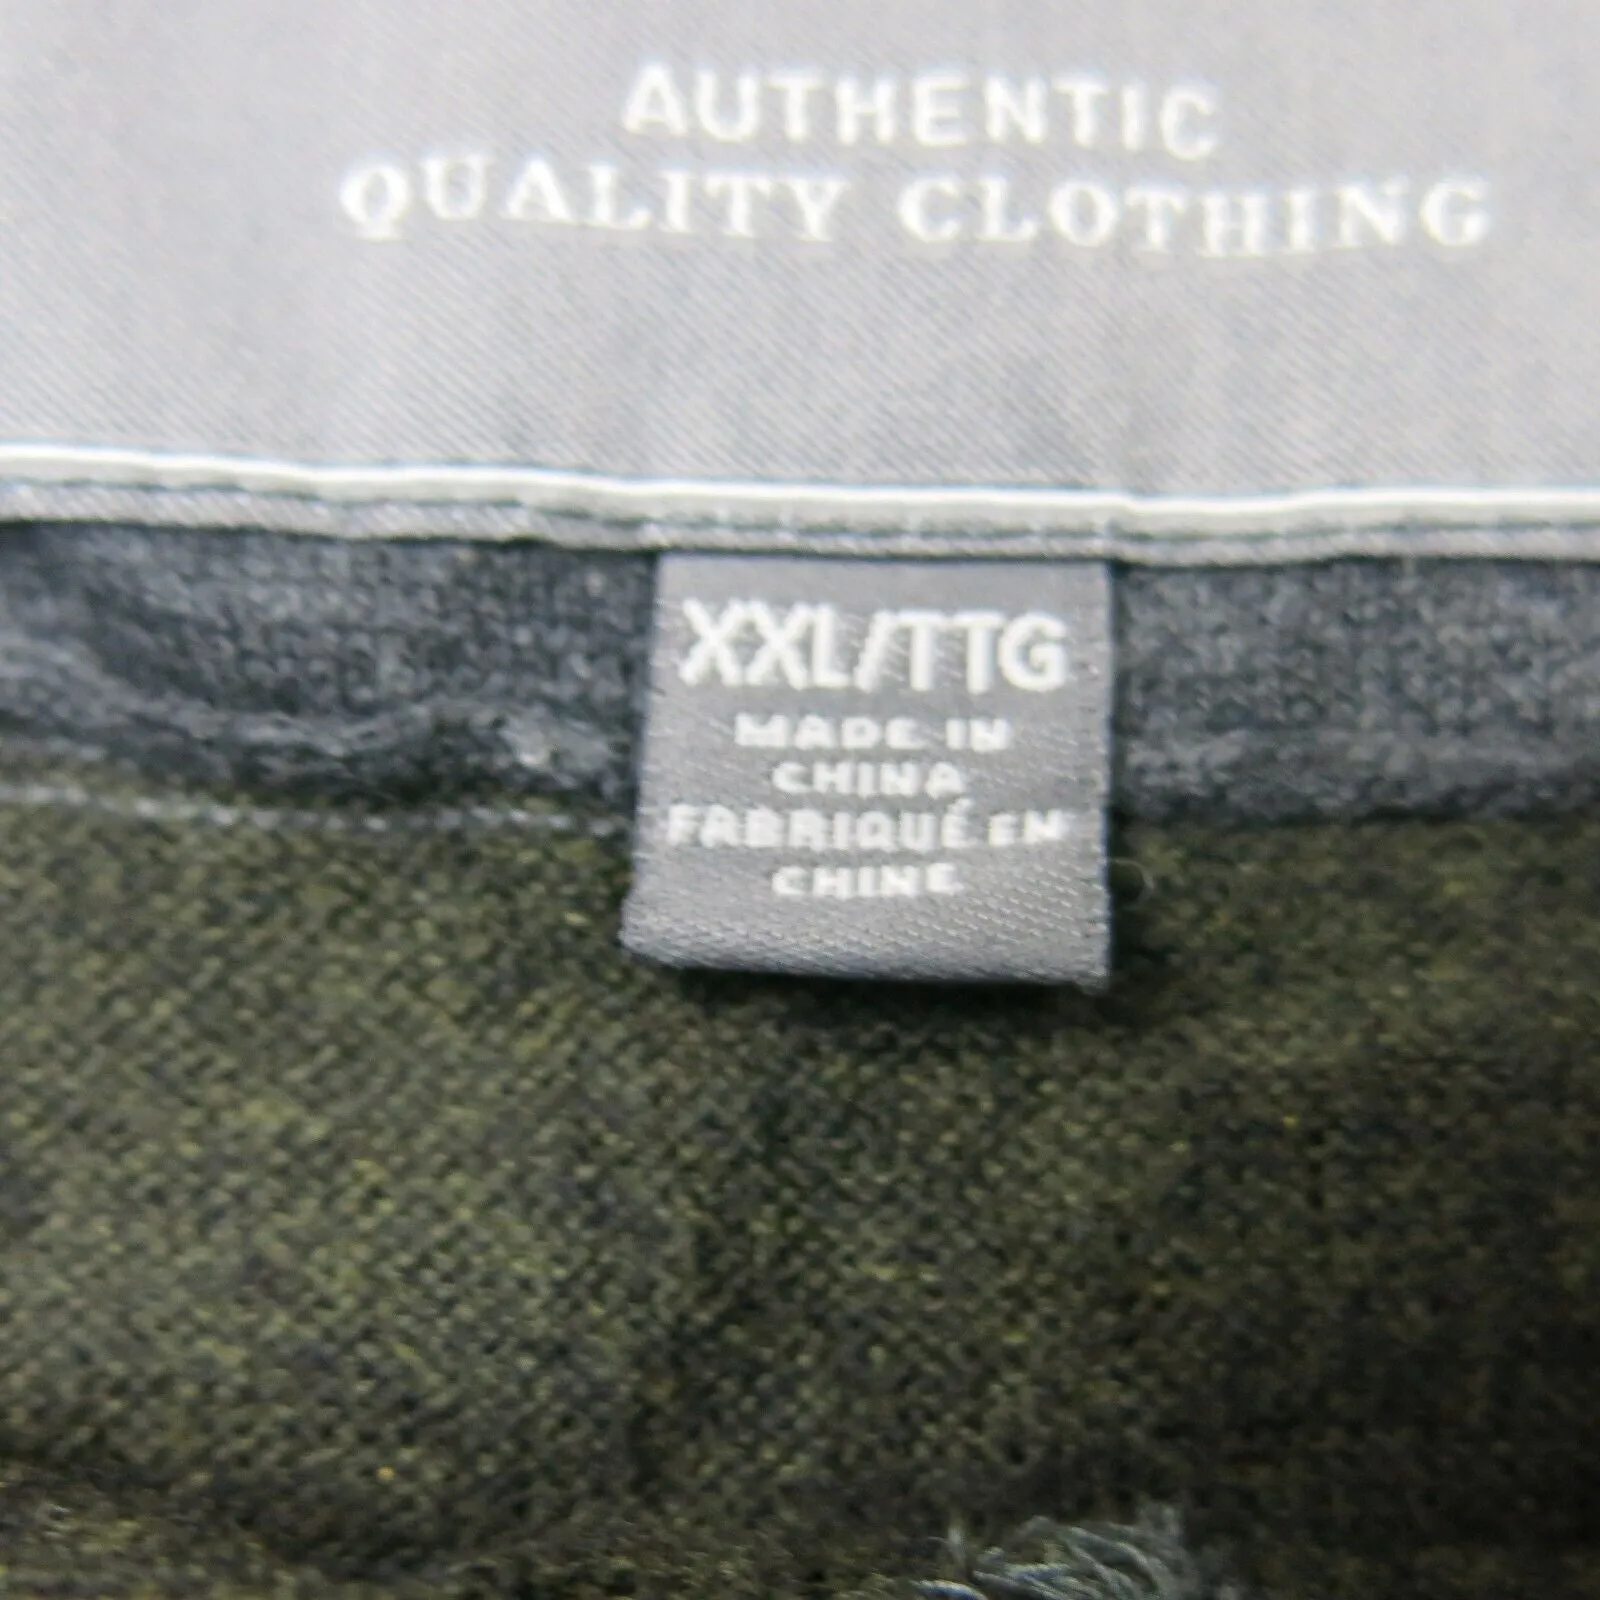 AUTHENTIC
QUALITY CLOTHING
XXL/TTG
MADE IN
CHINA
FABRIQUÉ EN
CHINE